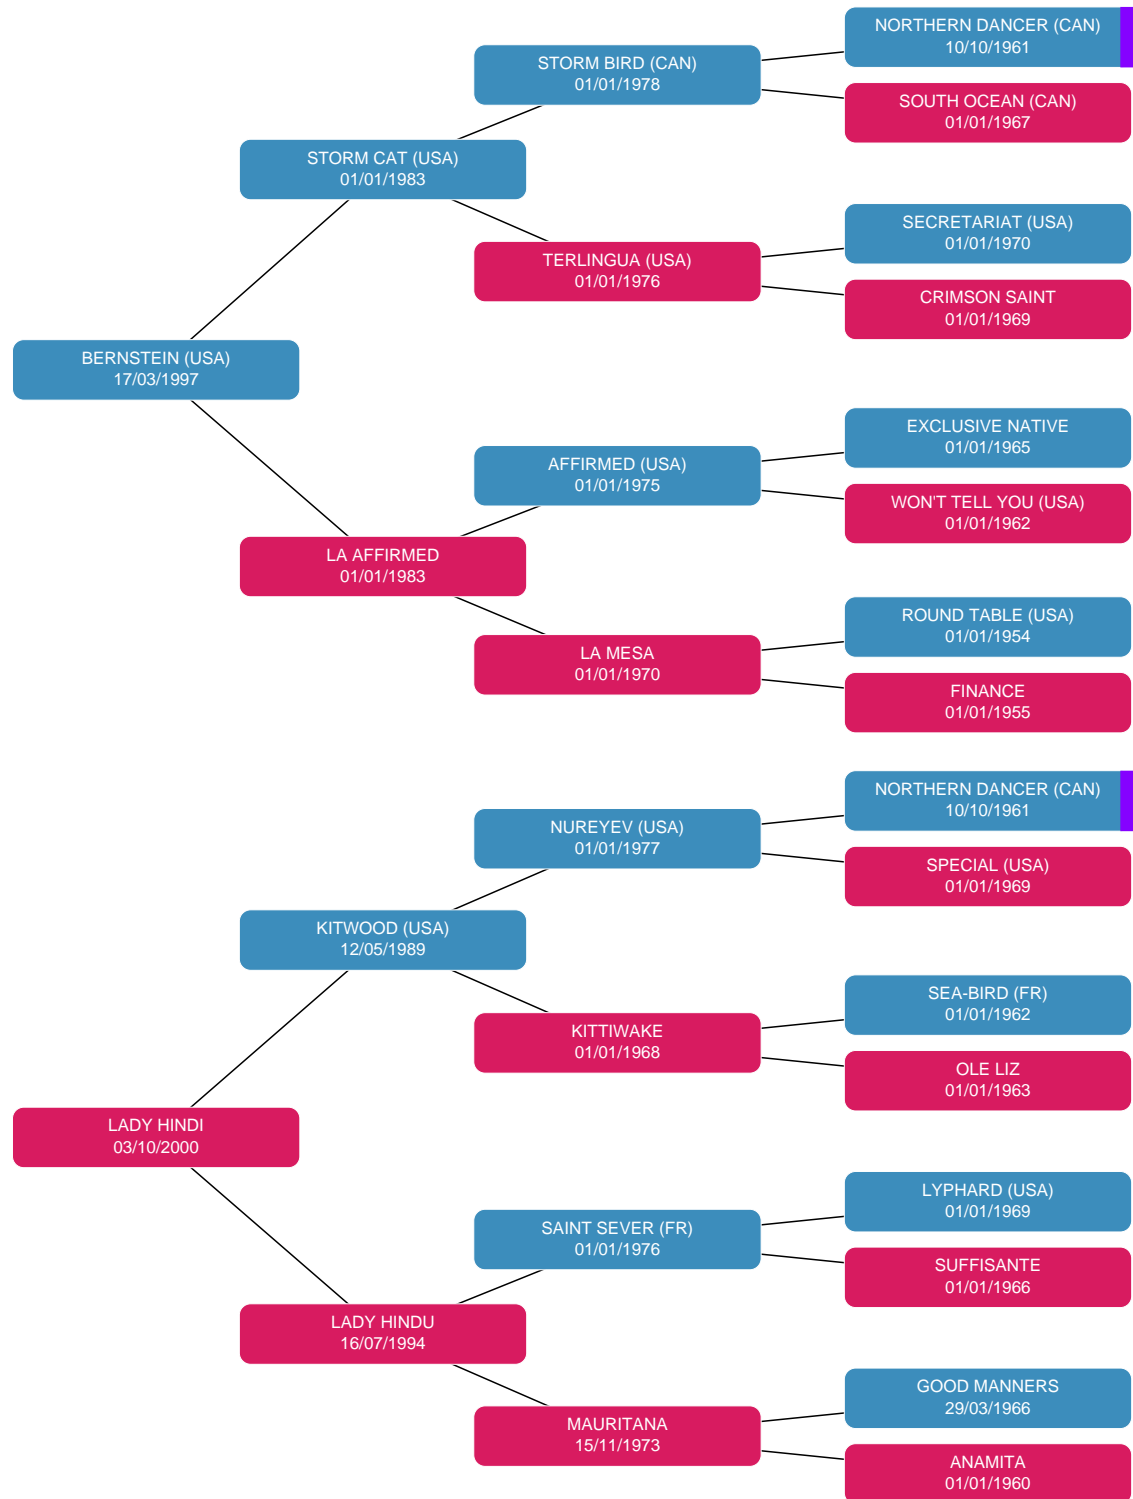 NORTHERN DANCER (CAN)
10/10/1961
STORM BIRD (CAN)
01/01/1978
SOUTH OCEAN (CAN)
01/01/1967
STORM CAT (USA)
01/01/1983
SECRETARIAT (USA)
01/01/1970
TERLINGUA (USA)
01/01/1976
CRIMSON SAINT
01/01/1969
BERNSTEIN (USA)
17/03/1997
EXCLUSIVE NATIVE
01/01/1965
AFFIRMED (USA)
01/01/1975
WON'T TELL YOU (USA)
01/01/1962
LA AFFIRMED
01/01/1983
ROUND TABLE (USA)
01/01/1954
LA MESA
01/01/1970
FINANCE
01/01/1955
NORTHERN DANCER (CAN)
10/10/1961
NUREYEV (USA)
01/01/1977
SPECIAL (USA)
01/01/1969
KITWOOD (USA)
12/05/1989
SEA-BIRD (FR)
01/01/1962
KITTIWAKE
01/01/1968
OLE LIZ
01/01/1963
LADY HINDI
03/10/2000
LYPHARD (USA)
01/01/1969
SAINT SEVER (FR)
01/01/1976
SUFFISANTE
01/01/1966
LADY HINDU
16/07/1994
GOOD MANNERS
29/03/1966
MAURITANA
15/11/1973
ANAMITA
01/01/1960